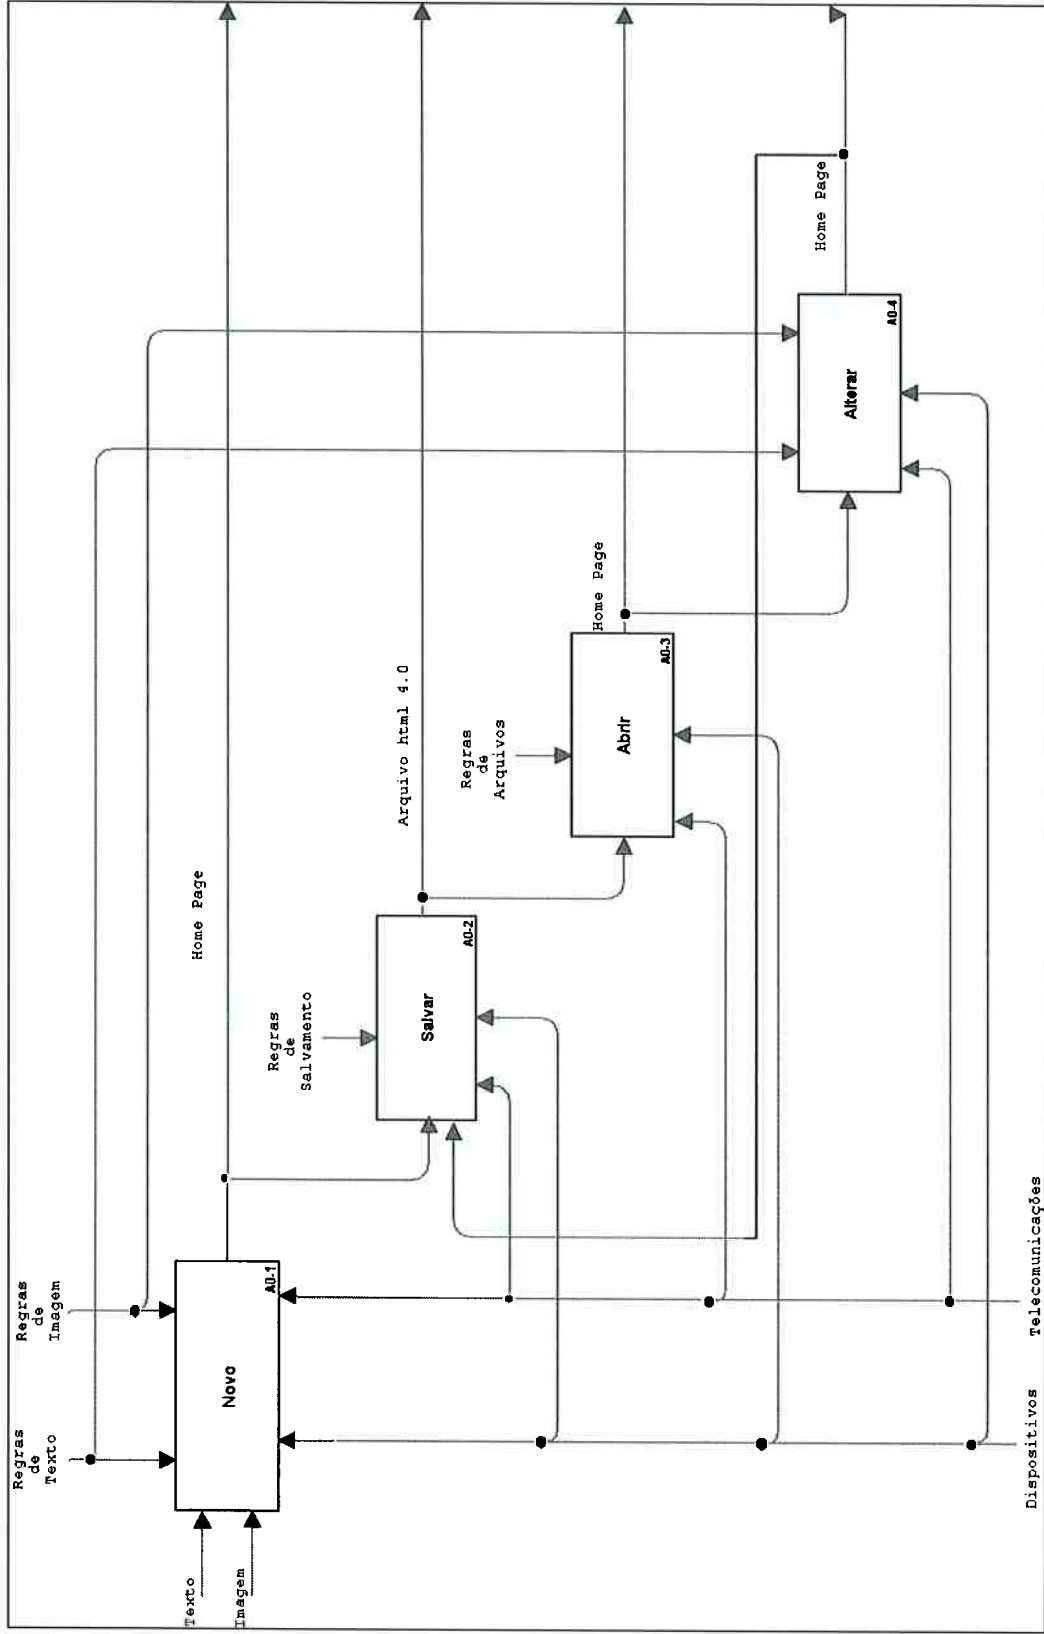 Regras
de
Texto
Regras
de
Imagem
Texto
Imagem
Novo
A0-1
Home Page
Regras
de
Salvamento
Salvar
A0-2
Arquivo html 4.0
Regras
de
Arquivos
Abrir
A0-3
Home Page
Alterar
A0-4
Home Page
Dispositivos
Telecomunicações